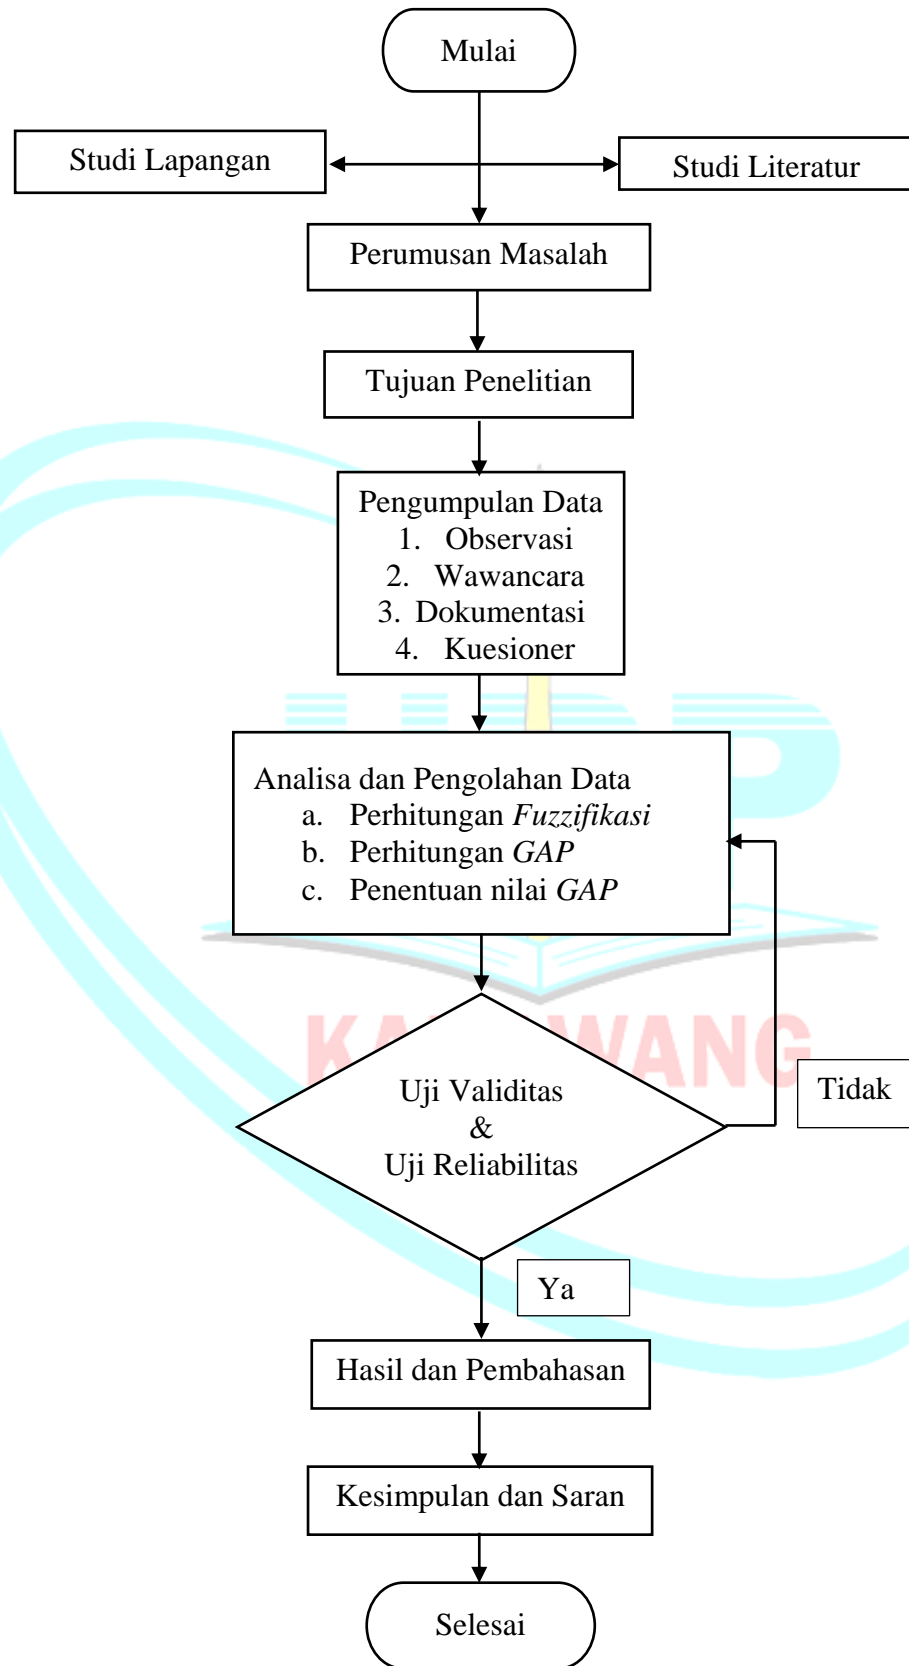 Mulai
Studi Lapangan
Studi Literatur
Perumusan Masalah
Tujuan Penelitian
Pengumpulan Data
1. Observasi
2. Wawancara
3. Dokumentasi
4. Kuesioner
Analisa dan Pengolahan Data
a. Perhitungan Fuzzifikasi
b. Perhitungan GAP
c. Penentuan nilai GAP
Uji Validitas
&
Uji Reliabilitas
Tidak
Ya
Hasil dan Pembahasan
Kesimpulan dan Saran
Selesai